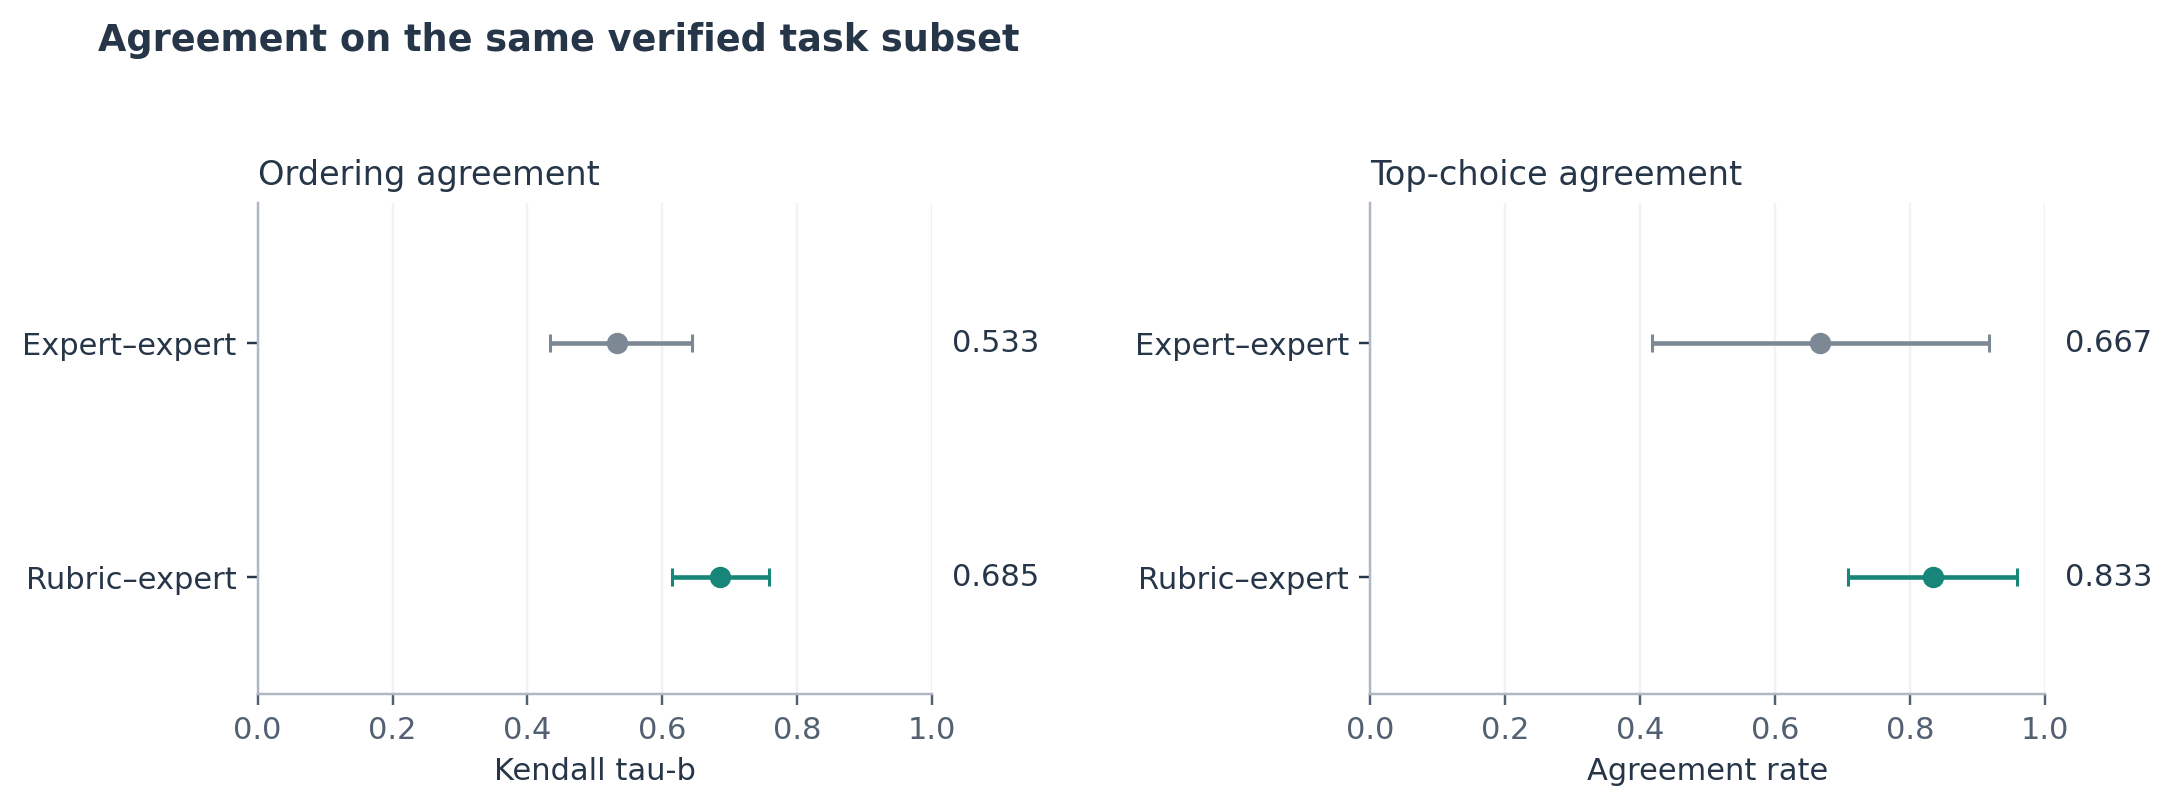 Agreement on the same verified task subset
Ordering agreement
Expert–expert
0.533
Rubric–expert
0.685
0.0 0.2 0.4 0.6 0.8 1.0
Kendall tau-b
Top-choice agreement
Expert–expert
0.667
Rubric–expert
0.833
0.0 0.2 0.4 0.6 0.8 1.0
Agreement rate